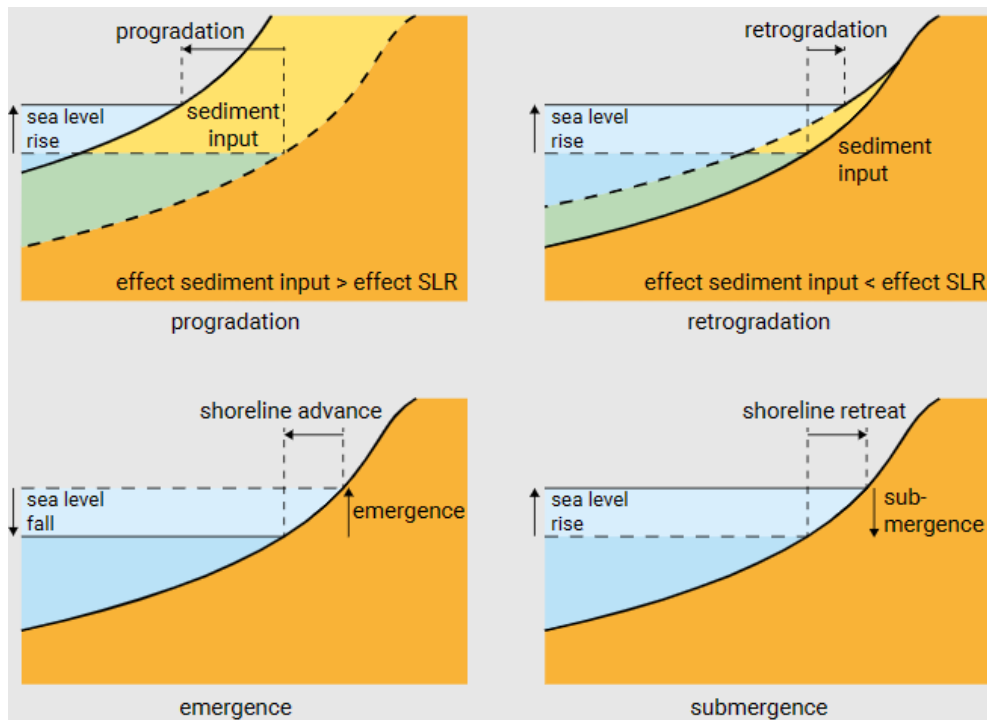 progradation
sea level
rise
sediment
input
effect sediment input > effect SLR
progradation
retrogradation
sea level
rise
sediment
input
effect sediment input < effect SLR
retrogradation
shoreline advance
sea level
fall
emergence
emergence
shoreline retreat
sea level
rise
sub-
mergence
submergence